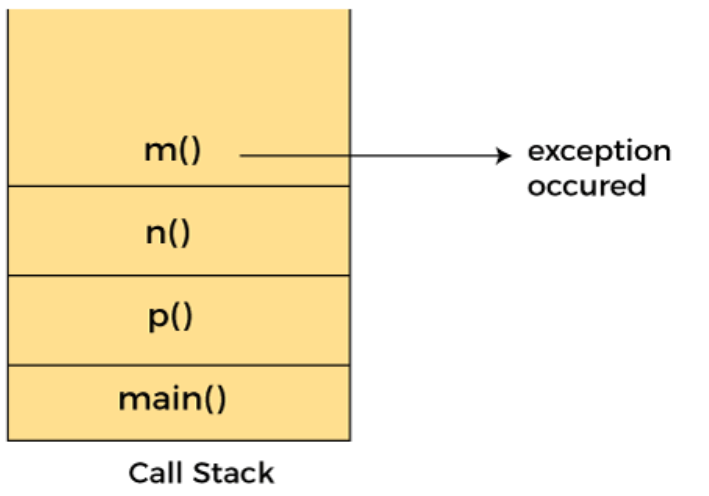 m()
exception
occured
n()
p()
main()
Call Stack